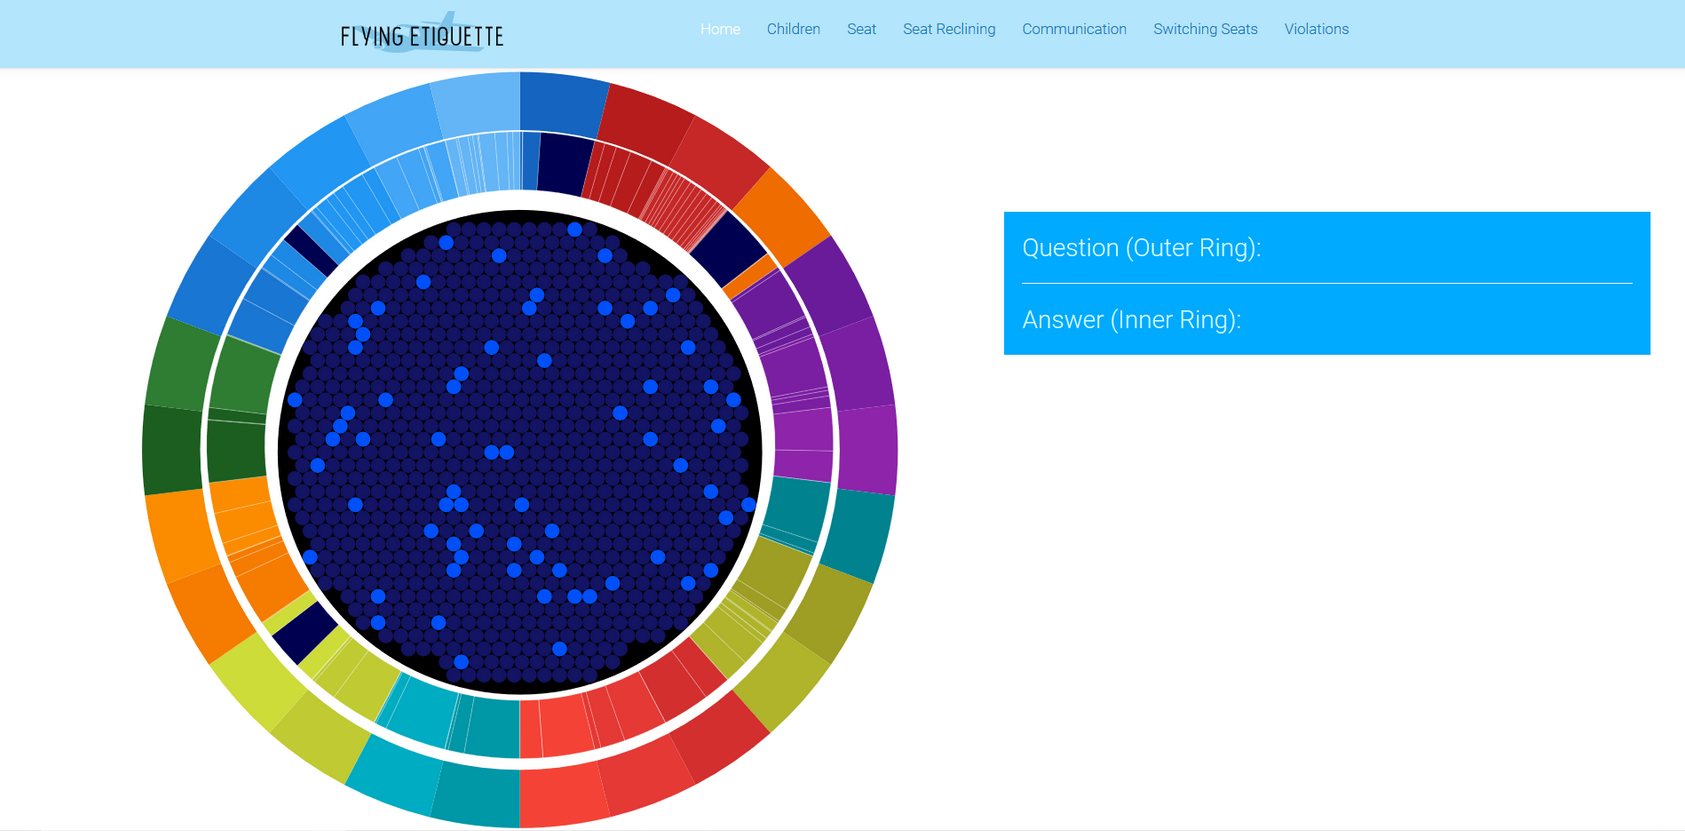 FLYING ETIQUETTE
Home Children Seat Seat Reclining Communication Switching Seats Violations
Question (Outer Ring):
Answer (Inner Ring):